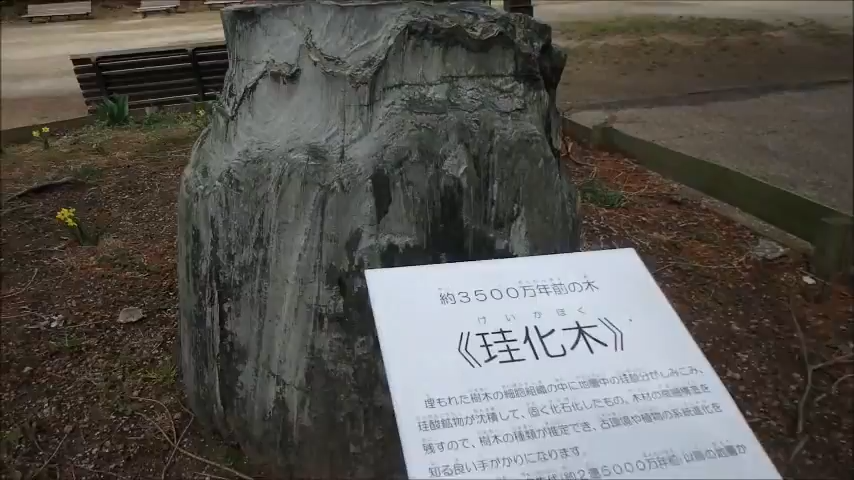 約3500万年前の木
けいかぼく
《珪化木》
埋もれた樹木の細胞組織の中に地層中の珪酸分がしみこみ、
珪酸鉱物が沈積して、固く化石化したもの。木材の
残すので、樹木の種類が推定でき、古環境や植物の系統進化を
知る良い手がかりになります。